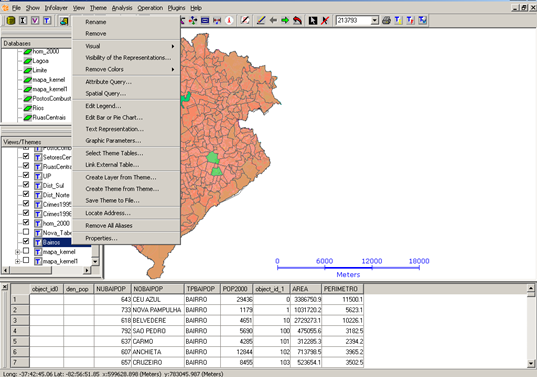 File Show Infolayer View Theme Analysis Operation Plugins Help
213793
Databases
hom_2000
Lagoa
Limite
mapa_kernel
mapa_kernel1
PostosCombust
Rios
RuasCentrais
Views/Themes
PostosCombust
SetoresCer
RuasCer
UP
Dist_Sul
Dist_Norte
Crimes1995
Crimes1996
hom_2000
Nova_Tabe
Bairros
mapa_kernel
mapa_kernel1
Rename
Remove
Visual
Visibility of the Representations...
Remove Colors
Attribute Query...
Spatial Query...
Edit Legend...
Edit Bar or Pie Chart...
Text Representation...
Graphic Parameters...
Select Theme Tables...
Link External Table...
Create Layer from Theme...
Create Theme from Theme...
Save Theme to File...
Locate Address...
Remove All Aliases
Properties...
0 6000 12000 18000
Meters
object_id0 den_pop NUBAIPOP NOBAIPOP TPBAIPOP POP2000 object_id_1 AREA PERIMETRO
1 643 CEU AZUL BAIRRO 29436 0 3386750.9 11500.1
2 733 NOVA PAMPULHA BAIRRO 1179 1 1031720.2 5623.1
3 618 BELVEDERE BAIRRO 4651 10 2729273.1 10226.1
4 792 SAO PEDRO BAIRRO 5690 100 475055.6 3182.5
5 637 CARMO BAIRRO 4285 101 312285.3 2394.2
6 607 ANCHIETA BAIRRO 12844 102 713798.5 3965.2
7 657 CRUZEIRO BAIRRO 8455 103 523654.1 3502.5
Long: -37:42:45.06 Lat: -82:56:51.85 x:599628.898 (Meters) y:783045.987 (Meters)